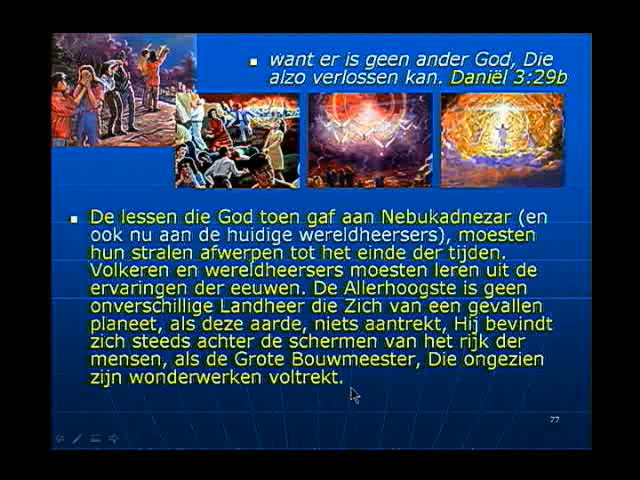 want er is geen ander God, Die
alzo verlossen kan. Daniël 3:29b
De lessen die God toen gaf aan Nebukadnezar (en
ook nu aan de huidige wereldheersers), moesten
hun stralen afwerpen tot het einde der tijden.
Volkeren en wereldheersers moesten leren uit de
ervaringen der eeuwen. De Allerhoogste is geen
onverschillige Landheer die Zich van een gevallen
planeet, als deze aarde, niets aantrekt, Hij bevindt
zich steeds achter de schermen van het rijk der
mensen, als de Grote Bouwmeester, Die ongezien
zijn wonderwerken voltrekt.
77